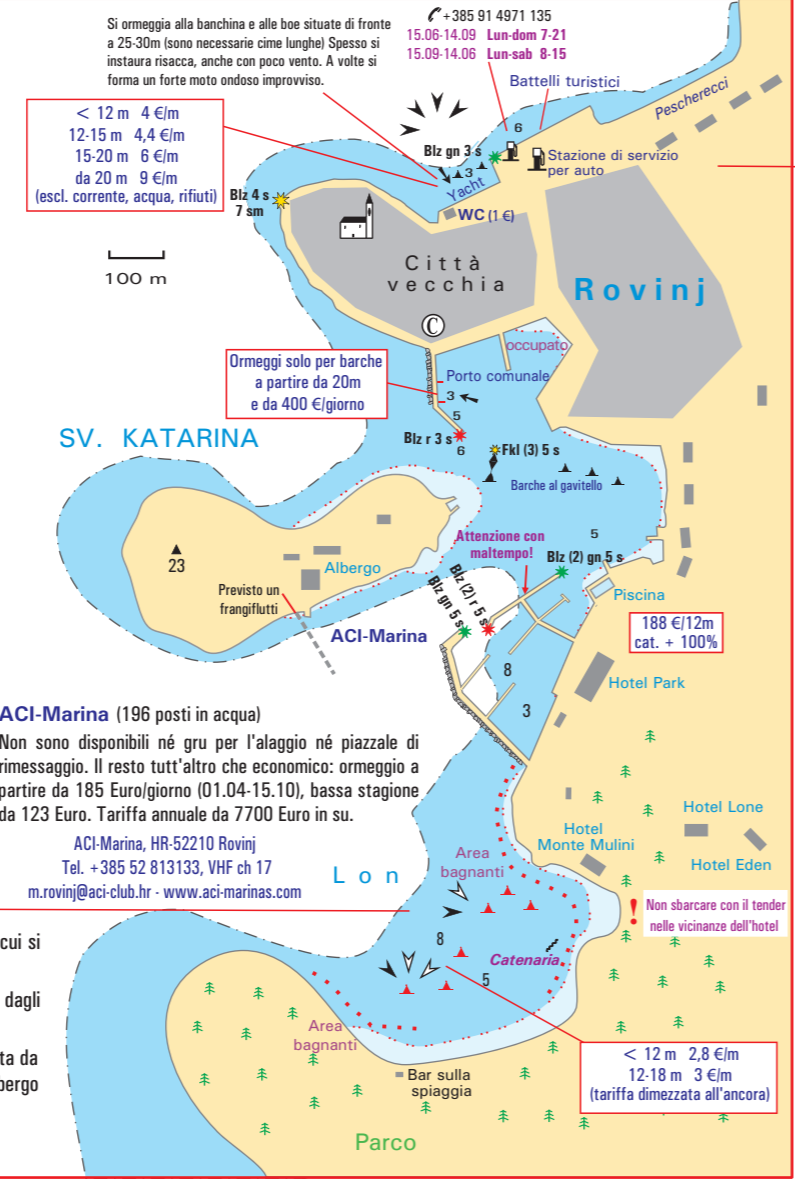 Si ormeggia alla banchina e alle boe situate di fronte
a 25-30m (sono necessarie cime lunghe) Spesso si
instaura risacca, anche con poco vento. A volte si
forma un forte moto ondoso improvviso.
+385 91 4971 135
15.06-14.09 Lun-dom 7-21
15.09-14.06 Lun-sab 8-15
Battelli turistici
Pescherecci
< 12 m 4 €/m
12-15 m 4,4 €/m
15-20 m 6 €/m
da 20 m 9 €/m
(escl. corrente, acqua, rifiuti)
6
Blz gn 3 s
3
Yacht
Stazione di servizio
per auto
WC (1 €)
Blz 4 s
7 sm
100 m
Città
vecchia
Rovinj
C
occupato
Ormeggi solo per barche
a partire da 20m
e da 400 €/giorno
Porto comunale
3
5
Blz r 3 s
6
Fkl (3) 5 s
Barche al gavitello
SV. KATARINA
5
Attenzione con
maltempo!
Blz (2) gn 5 s
23
Albergo
Previsto un
frangiflutti
Blz (2) r 5 s
Blz gn 5 s
Piscina
ACI-Marina
188 €/12m
cat. + 100%
8
3
Hotel Park
ACI-Marina (196 posti in acqua)
Non sono disponibili né gru per l'alaggio né piazzale di
rimessaggio. Il resto tutt'altro che economico: ormeggio a
partire da 185 Euro/giorno (01.04-15.10), bassa stagione
da 123 Euro. Tariffa annuale da 7700 Euro in su.
ACI-Marina, HR-52210 Rovinj
Tel. +385 52 813133, VHF ch 17
m.rovinj@aci-club.hr - www.aci-marinas.com
Lon
Area
bagnanti
Hotel
Monte Mulini
Hotel Lone
Hotel Eden
! Non sbarcare con il tender
nelle vicinanze dell'hotel
8
Catenaria
5
cui si
dagli
ta da
bergo
Area
bagnanti
Bar sulla
spiaggia
< 12 m 2,8 €/m
12-18 m 3 €/m
(tariffa dimezzata all'ancora)
Parco